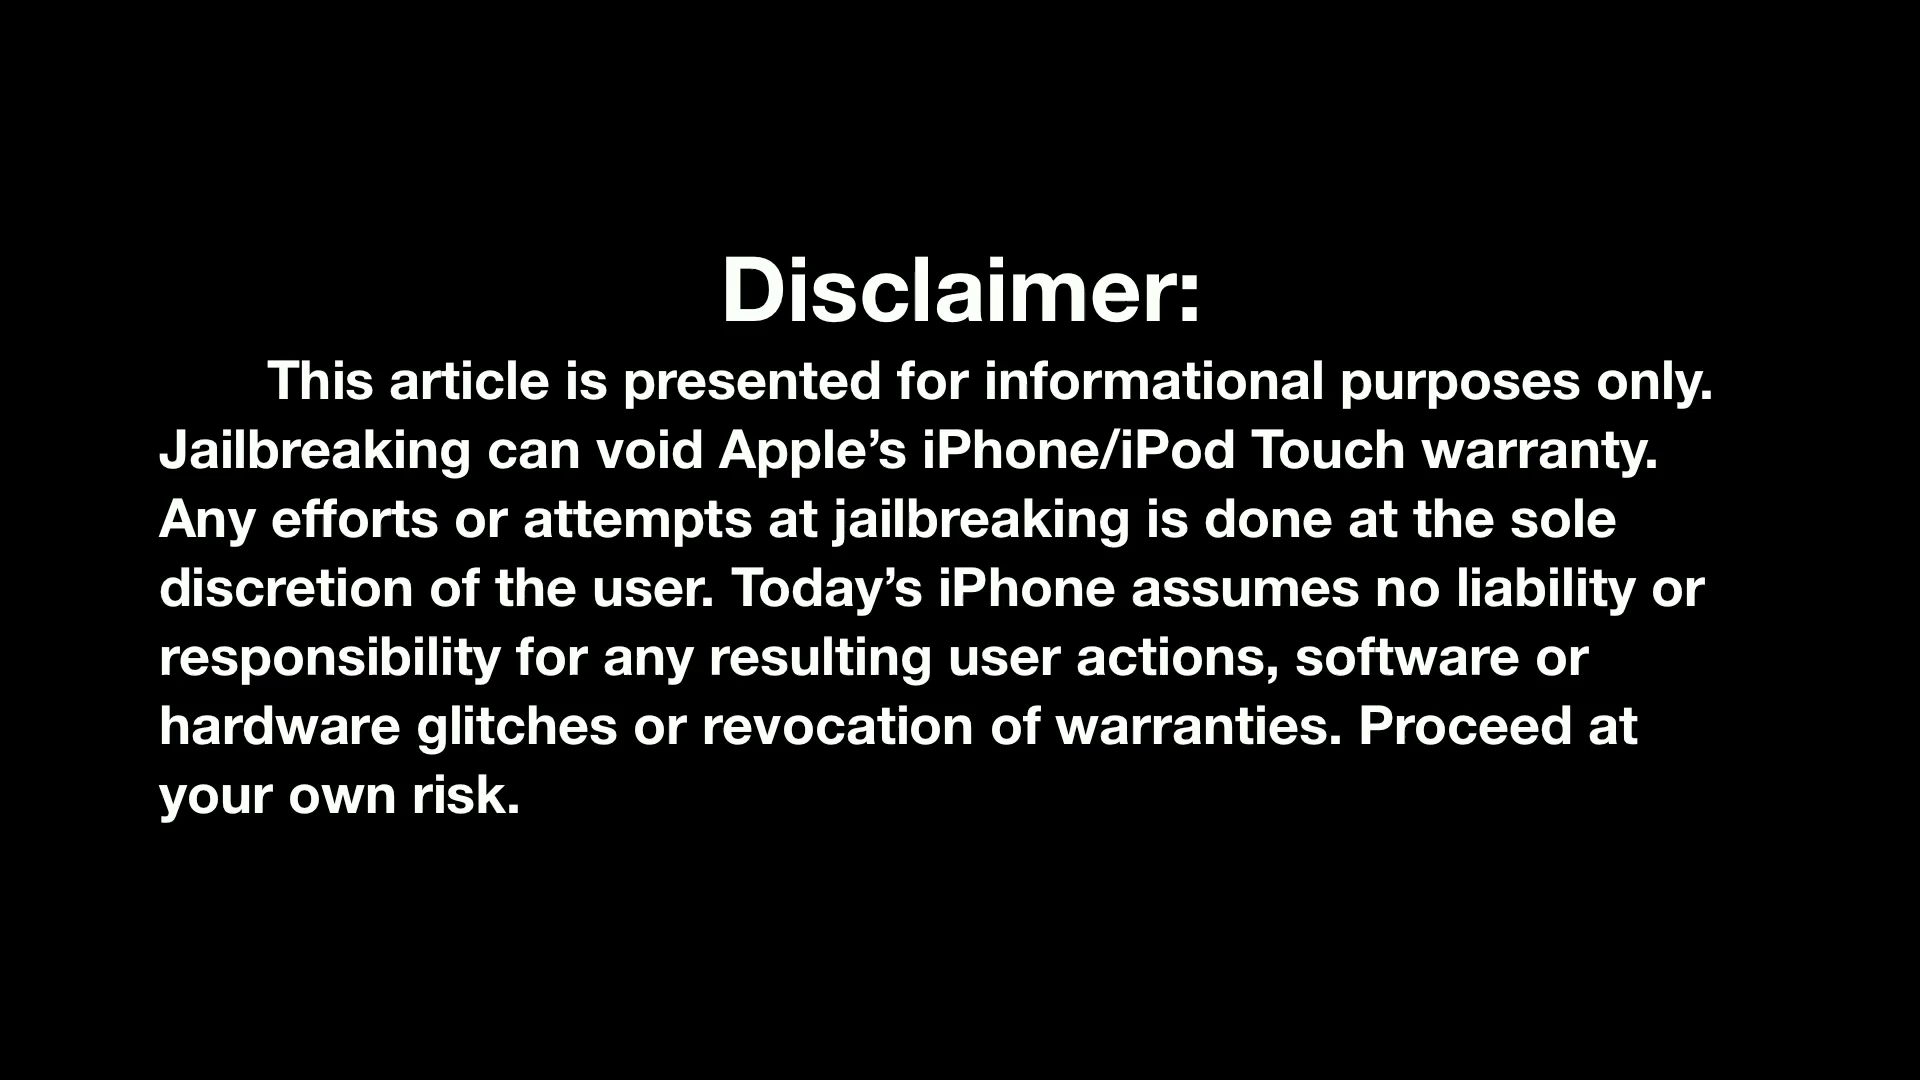 Disclaimer:
This article is presented for informational purposes only.
Jailbreaking can void Apple’s iPhone/iPod Touch warranty.
Any efforts or attempts at jailbreaking is done at the sole
discretion of the user. Today’s iPhone assumes no liability or
responsibility for any resulting user actions, software or
hardware glitches or revocation of warranties. Proceed at
your own risk.